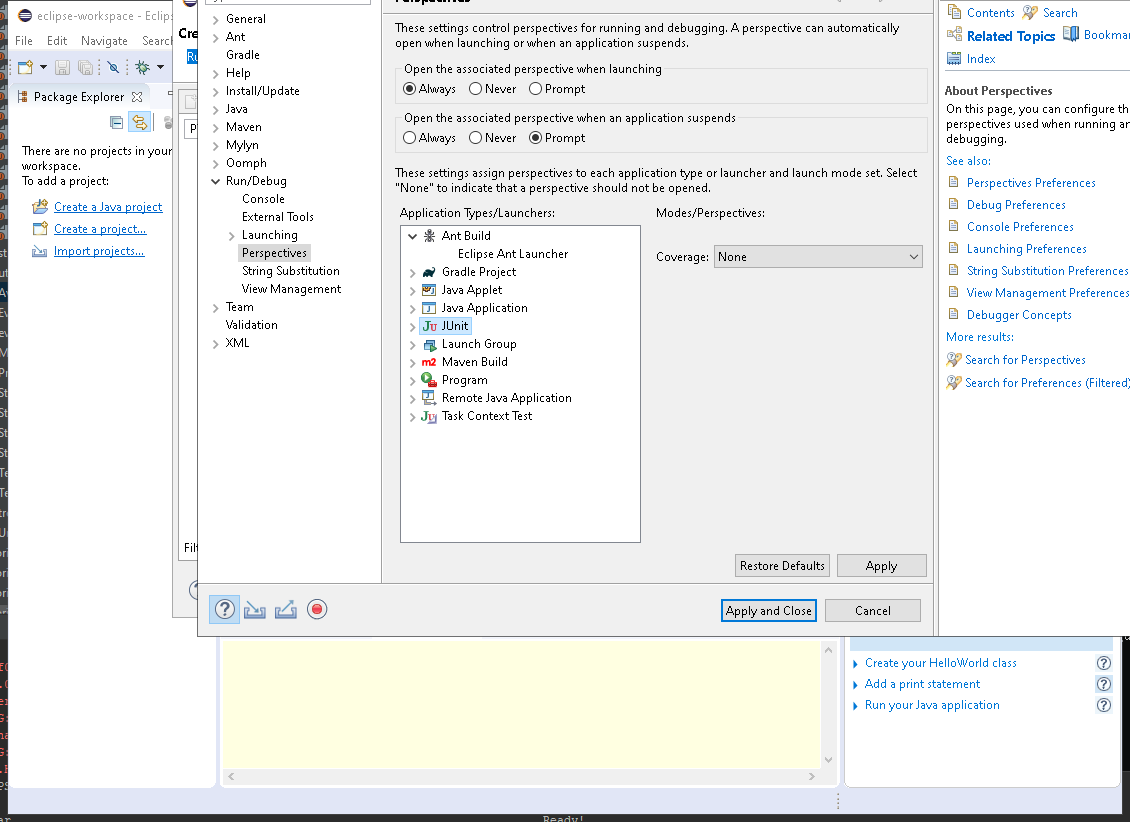 eclipse-workspace - Eclips
File Edit Navigate Search
Package Explorer
There are no projects in your
workspace.
To add a project:
Create a Java project
Create a project...
Import projects...
Cre
General
Ant
Gradle
Help
Install/Update
Java
Maven
Mylyn
Oomph
Run/Debug
Console
External Tools
Launching
Perspectives
String Substitution
View Management
Team
Validation
XML
These settings control perspectives for running and debugging. A perspective can automatically
open when launching or when an application suspends.
Open the associated perspective when launching
Always Never Prompt
Open the associated perspective when an application suspends
Always Never Prompt
These settings assign perspectives to each application type or launcher and launch mode set. Select
"None" to indicate that a perspective should not be opened.
Application Types/Launchers:
Ant Build
Eclipse Ant Launcher
Gradle Project
Java Applet
Java Application
JUnit
Launch Group
Maven Build
Program
Remote Java Application
Task Context Test
Modes/Perspectives:
Coverage: None
Restore Defaults Apply
Apply and Close Cancel
Contents Search
Related Topics Bookmar
Index
About Perspectives
On this page, you can configure th
perspectives used when running an
debugging.
See also:
Perspectives Preferences
Debug Preferences
Console Preferences
Launching Preferences
String Substitution Preferences
View Management Preferences
Debugger Concepts
More results:
Search for Perspectives
Search for Preferences (Filtered)
Create your HelloWorld class
Add a print statement
Run your Java application
Ready!